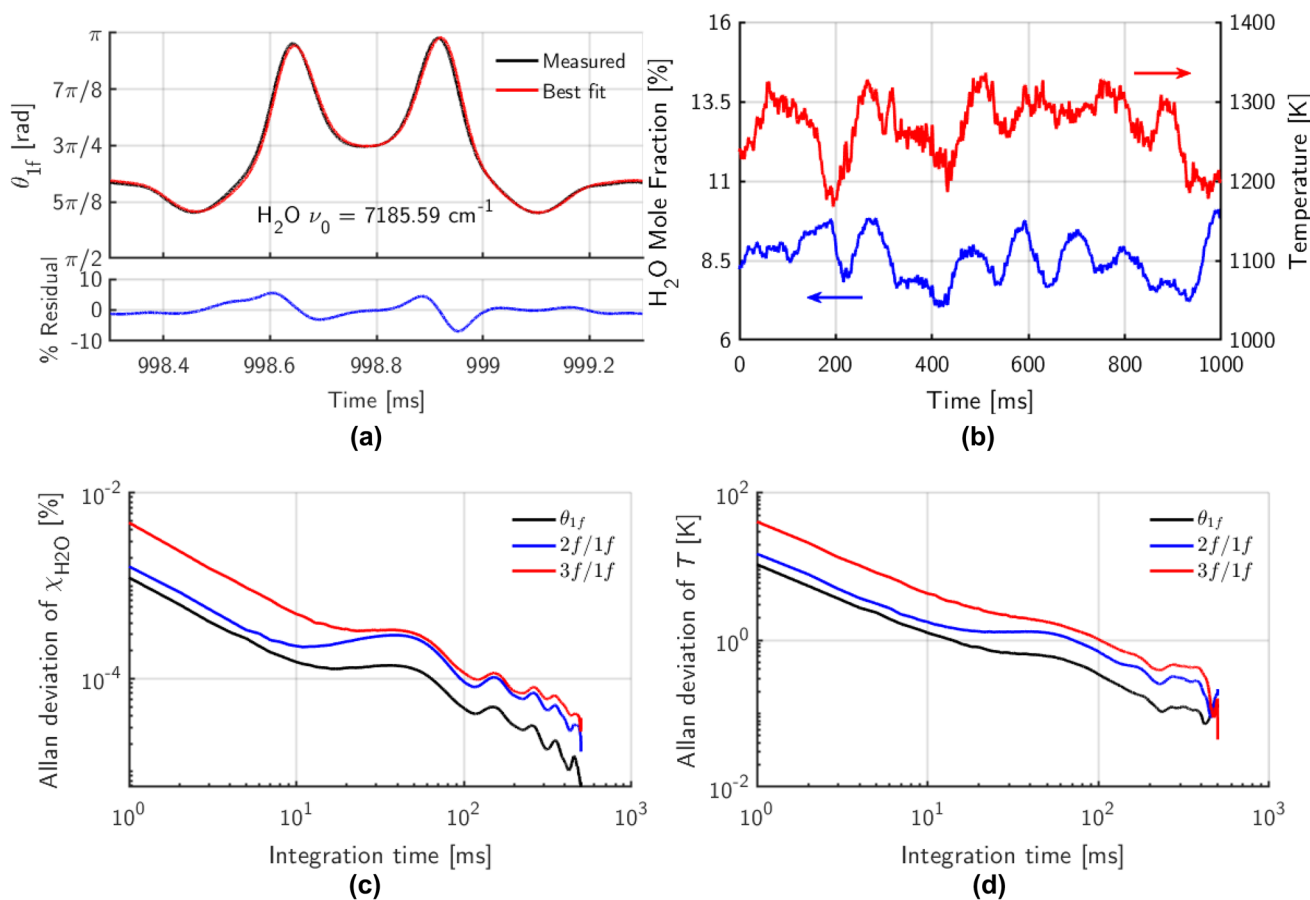 π
7π/8
3π/4
5π/8
π/2
θ1f [rad]
Measured
Best fit
H2O ν0 = 7185.59 cm-1
10
0
-10
% Residual
998.4 998.6 998.8 999 999.2
Time [ms]
(a)
16
13.5
11
8.5
6
H2O Mole Fraction [%]
1400
1300
1200
1100
1000
Temperature [K]
0 200 400 600 800 1000
Time [ms]
(b)
10-2
10-4
Allan deviation of χH2O [%]
θ1f
2f/1f
3f/1f
100 101 102 103
Integration time [ms]
(c)
102
100
10-2
Allan deviation of T [K]
θ1f
2f/1f
3f/1f
100 101 102 103
Integration time [ms]
(d)